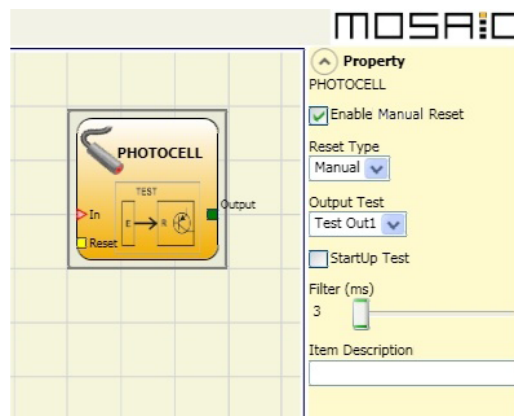 MOSAIC
Property
PHOTOCELL
Enable Manual Reset
Reset Type
Manual
Output Test
Test Out1
StartUp Test
Filter (ms)
3
Item Description
PHOTOCELL
TEST
In
E
R
Output
Reset